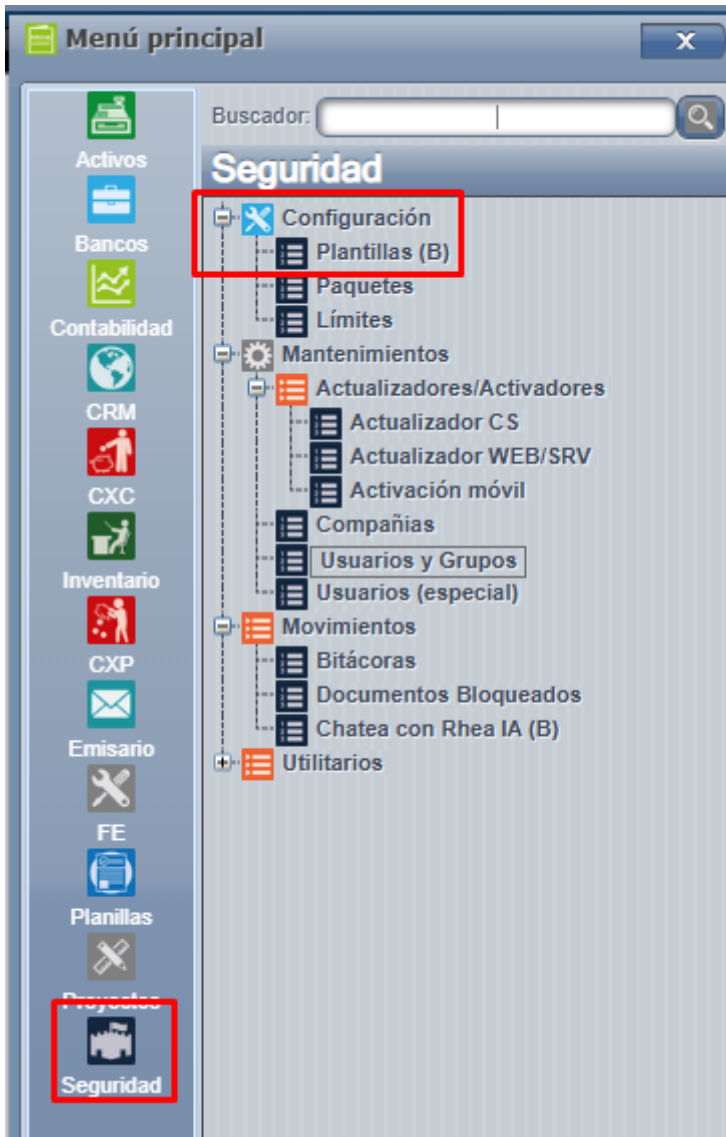 Menú principal
x
Buscador:
Activos
Bancos
Contabilidad
CRM
CXC
Inventario
CXP
Emisario
FE
Planillas
Proyectos
Seguridad
Seguridad
Configuración
Plantillas (B)
Paquetes
Límites
Mantenimientos
Actualizadores/Activadores
Actualizador CS
Actualizador WEB/SRV
Activación móvil
Compañias
Usuarios y Grupos
Usuarios (especial)
Movimientos
Bitácoras
Documentos Bloqueados
Chatea con Rhea IA (B)
Utilitarios